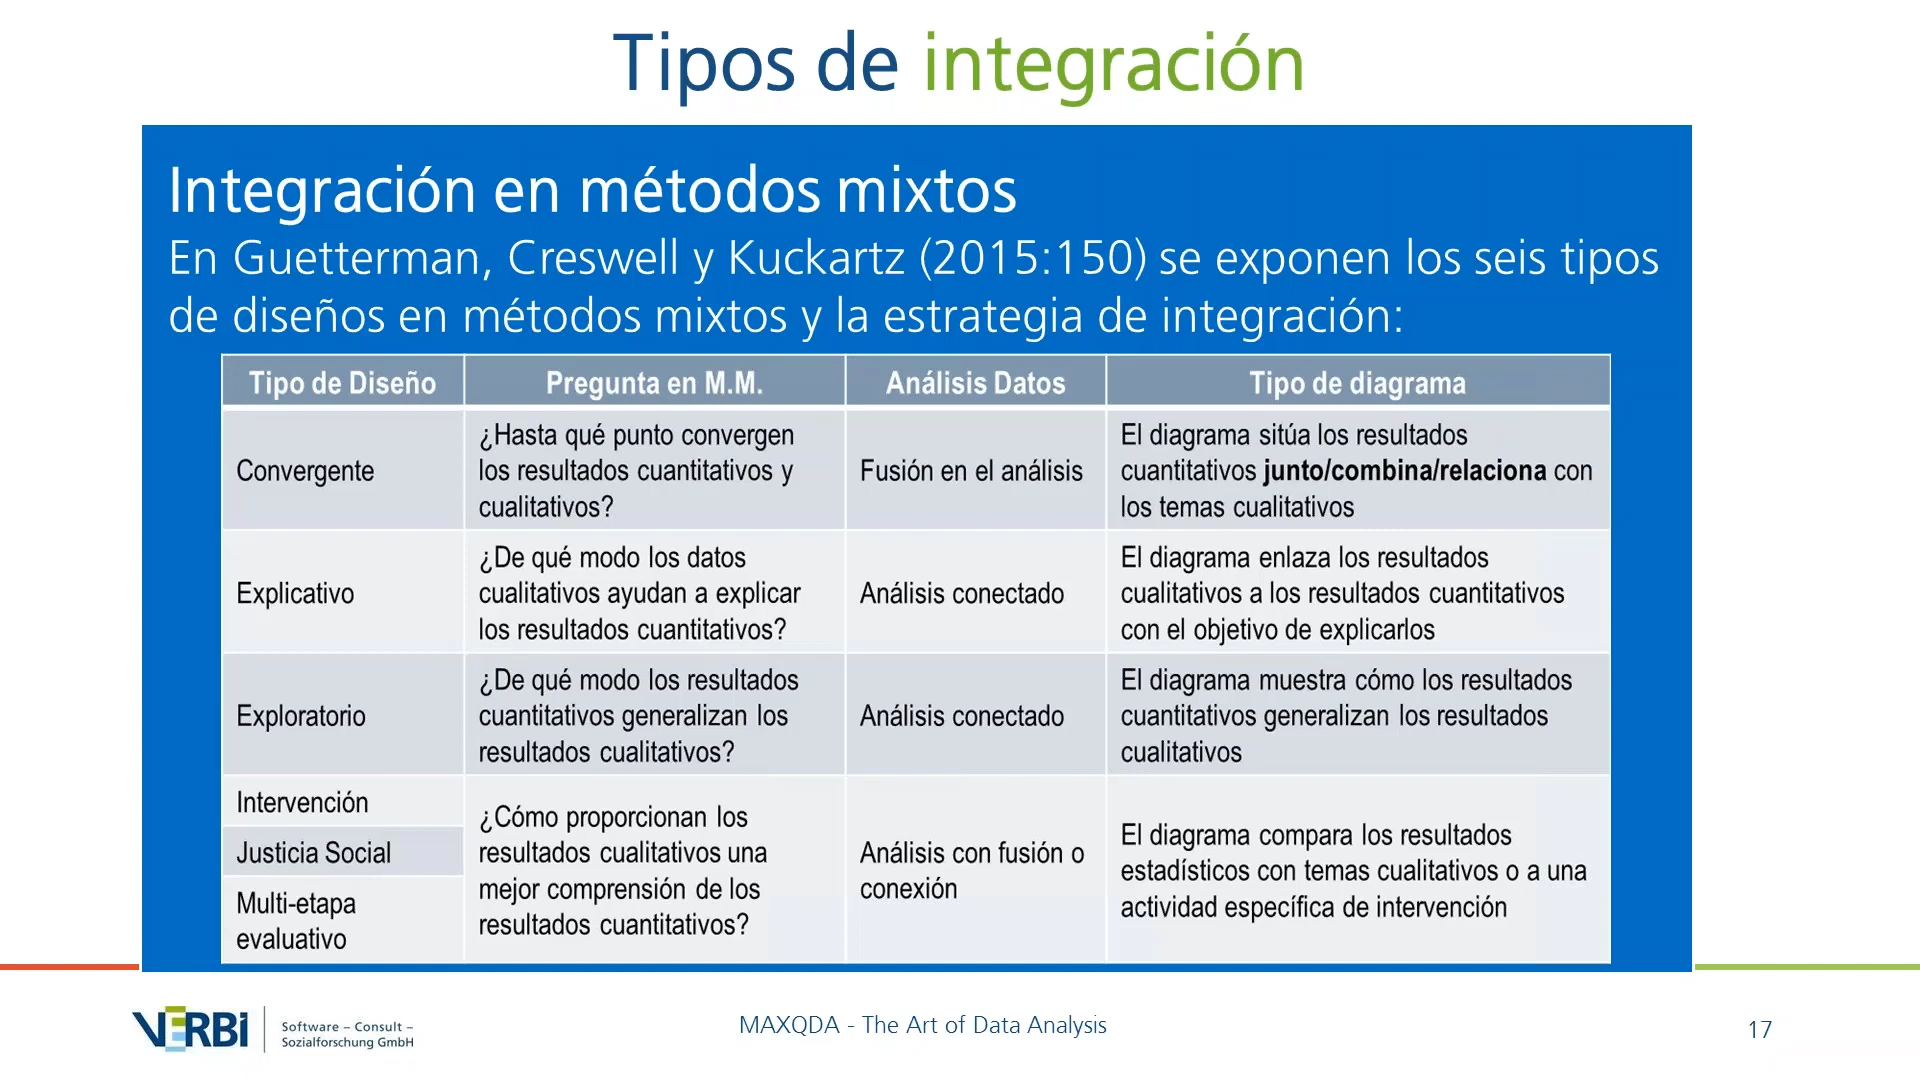 Tipos de integración
Integración en métodos mixtos
En Guetterman, Creswell y Kuckartz (2015:150) se exponen los seis tipos
de diseños en métodos mixtos y la estrategia de integración:
Tipo de Diseño
Pregunta en M.M.
Análisis Datos
Tipo de diagrama
Convergente
¿Hasta qué punto convergen
los resultados cuantitativos y
cualitativos?
Fusión en el análisis
El diagrama sitúa los resultados
cuantitativos junto/combina/relaciona con
los temas cualitativos
Explicativo
¿De qué modo los datos
cualitativos ayudan a explicar
los resultados cuantitativos?
Análisis conectado
El diagrama enlaza los resultados
cualitativos a los resultados cuantitativos
con el objetivo de explicarlos
Exploratorio
¿De qué modo los resultados
cuantitativos generalizan los
resultados cualitativos?
Análisis conectado
El diagrama muestra cómo los resultados
cuantitativos generalizan los resultados
cualitativos
Intervención
Justicia Social
Multi-etapa
evaluativo
¿Cómo proporcionan los
resultados cualitativos una
mejor comprensión de los
resultados cuantitativos?
Análisis con fusión o
conexión
El diagrama compara los resultados
estadísticos con temas cualitativos o a una
actividad específica de intervención
VERBI
Software – Consult –
Sozialforschung GmbH
MAXQDA - The Art of Data Analysis
17